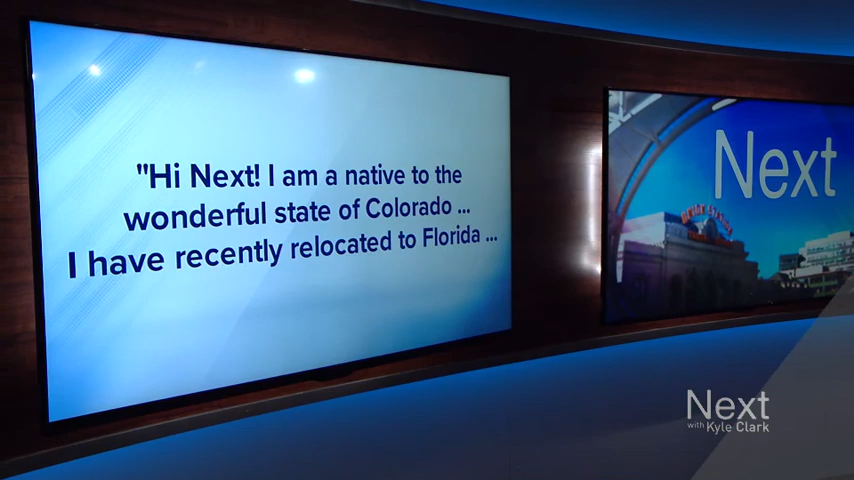 "Hi Next! I am a native to the
wonderful state of Colorado ...
I have recently relocated to Florida ...
Next
Next
with Kyle Clark